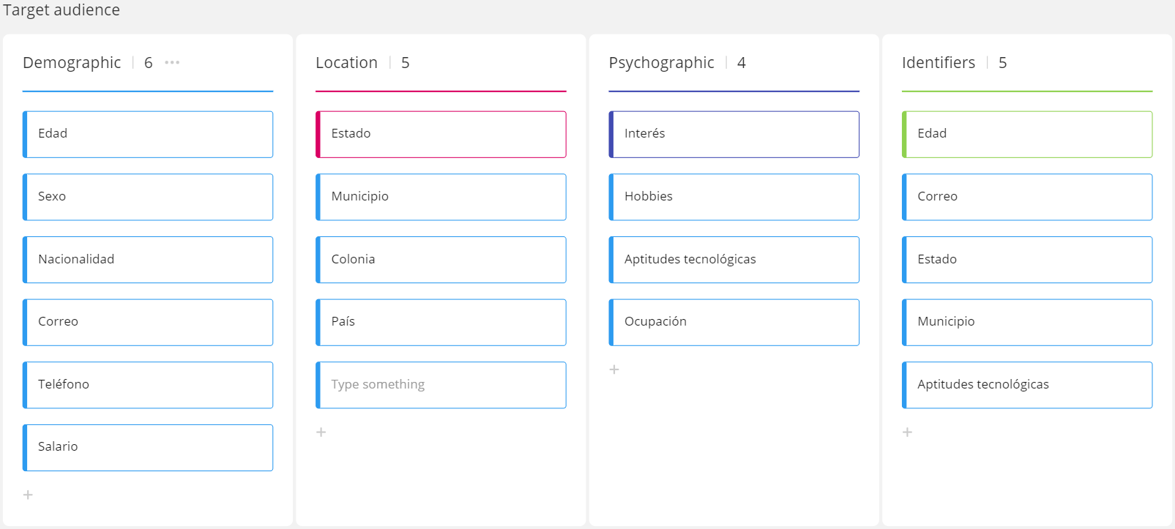 Target audience
Demographic 6 ...
Edad
Sexo
Nacionalidad
Correo
Teléfono
Salario
+
Location 5
Estado
Municipio
Colonia
País
Type something
+
Psychographic 4
Interés
Hobbies
Aptitudes tecnológicas
Ocupación
+
Identifiers 5
Edad
Correo
Estado
Municipio
Aptitudes tecnológicas
+